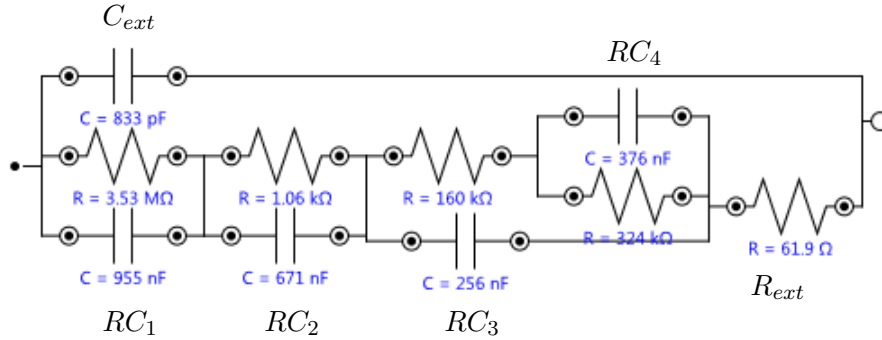 C_ext
RC_4
C = 833 pF
C = 376 nF
R = 3.53 MΩ
R = 1.06 kΩ
R = 160 kΩ
R = 324 kΩ
R = 61.9 Ω
C = 955 nF
C = 671 nF
C = 256 nF
R_ext
RC_1
RC_2
RC_3